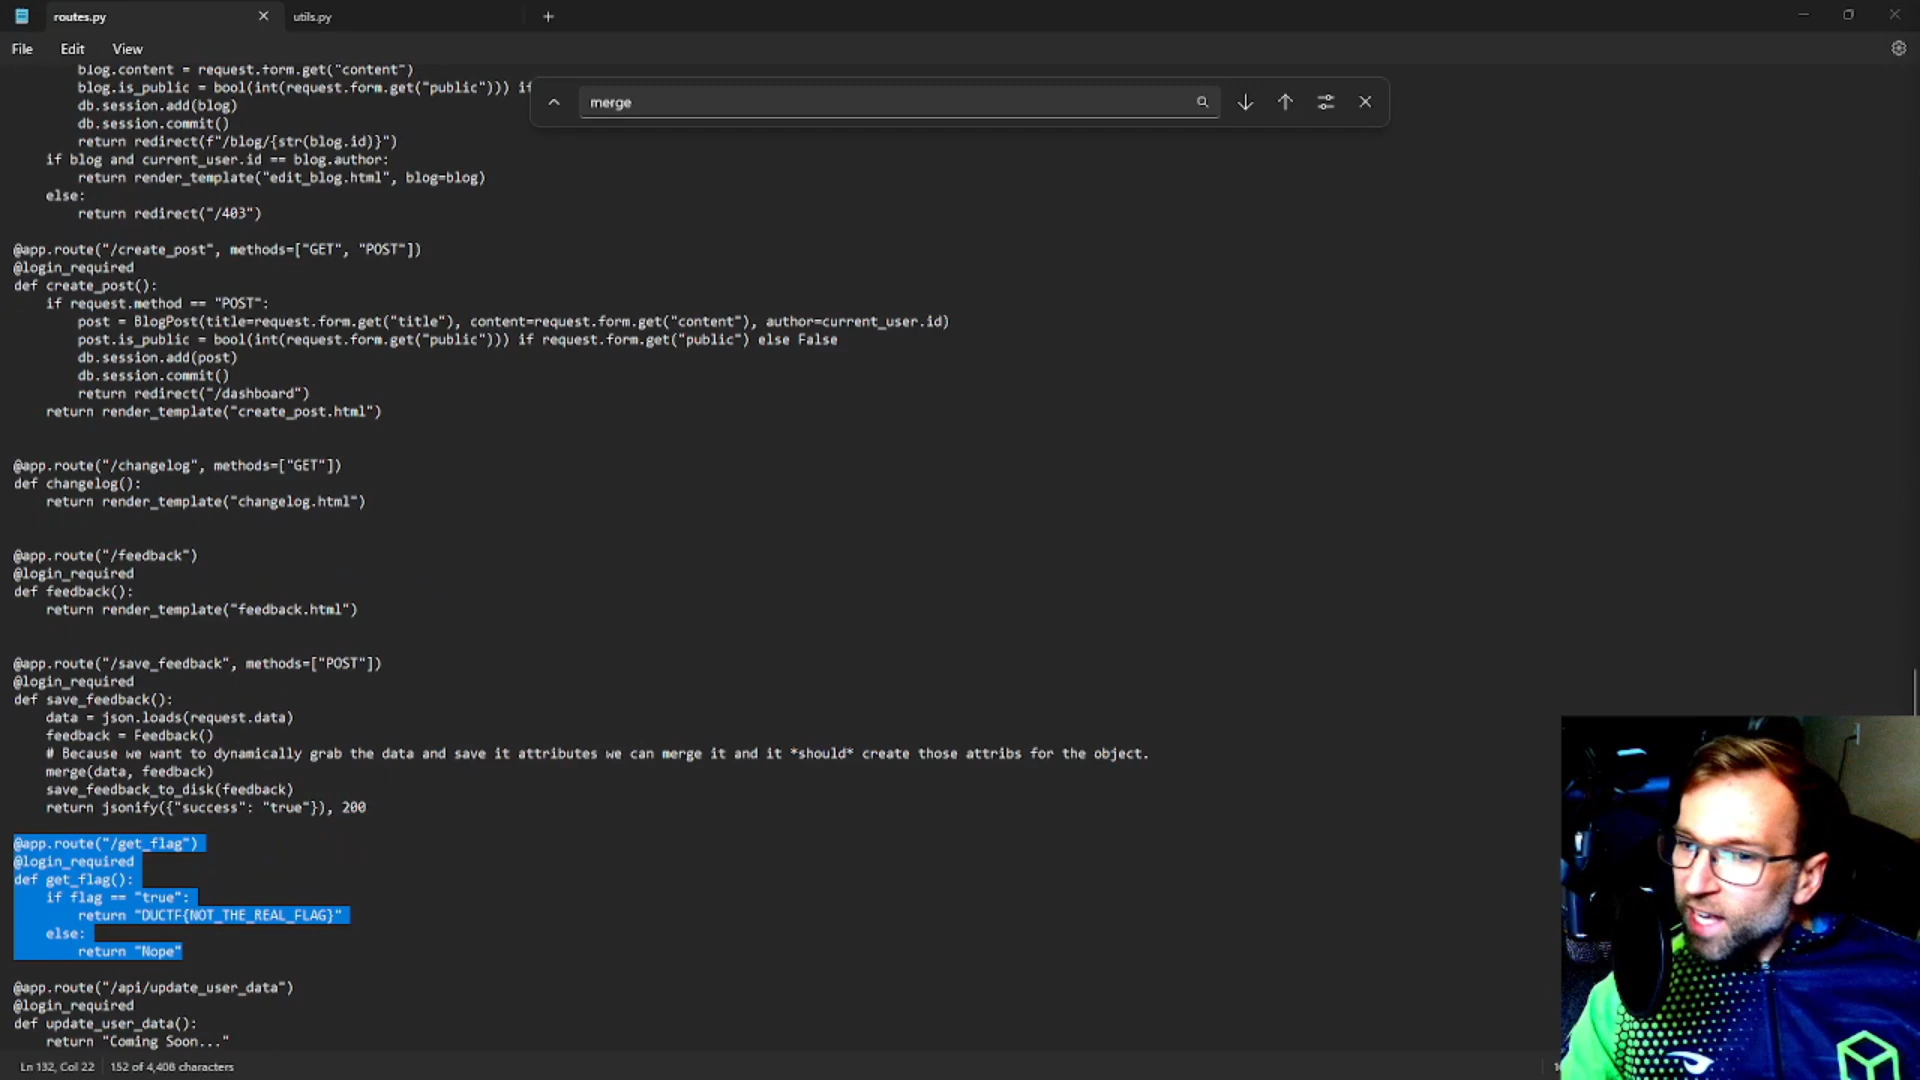 routes.py
utils.py
File Edit View
merge
blog.content = request.form.get("content")
blog.is_public = bool(int(request.form.get("public"))) if
db.session.add(blog)
db.session.commit()
return redirect(f"/blog/{str(blog.id)}")
if blog and current_user.id == blog.author:
return render_template("edit_blog.html", blog=blog)
else:
return redirect("/403")
@app.route("/create_post", methods=["GET", "POST"])
@login_required
def create_post():
if request.method == "POST":
post = BlogPost(title=request.form.get("title"), content=request.form.get("content"), author=current_user.id)
post.is_public = bool(int(request.form.get("public"))) if request.form.get("public") else False
db.session.add(post)
db.session.commit()
return redirect("/dashboard")
return render_template("create_post.html")
@app.route("/changelog", methods=["GET"])
def changelog():
return render_template("changelog.html")
@app.route("/feedback")
@login_required
def feedback():
return render_template("feedback.html")
@app.route("/save_feedback", methods=["POST"])
@login_required
def save_feedback():
data = json.loads(request.data)
feedback = Feedback()
# Because we want to dynamically grab the data and save it attributes we can merge it and it *should* create those attribs for the object.
merge(data, feedback)
save_feedback_to_disk(feedback)
return jsonify({"success": "true"}), 200
@app.route("/get_flag")
@login_required
def get_flag():
if flag == "true":
return "DUCTF{NOT_THE_REAL_FLAG}"
else:
return "Nope"
@app.route("/api/update_user_data")
@login_required
def update_user_data():
return "Coming Soon..."
Ln 132, Col 22
152 of 4,408 characters